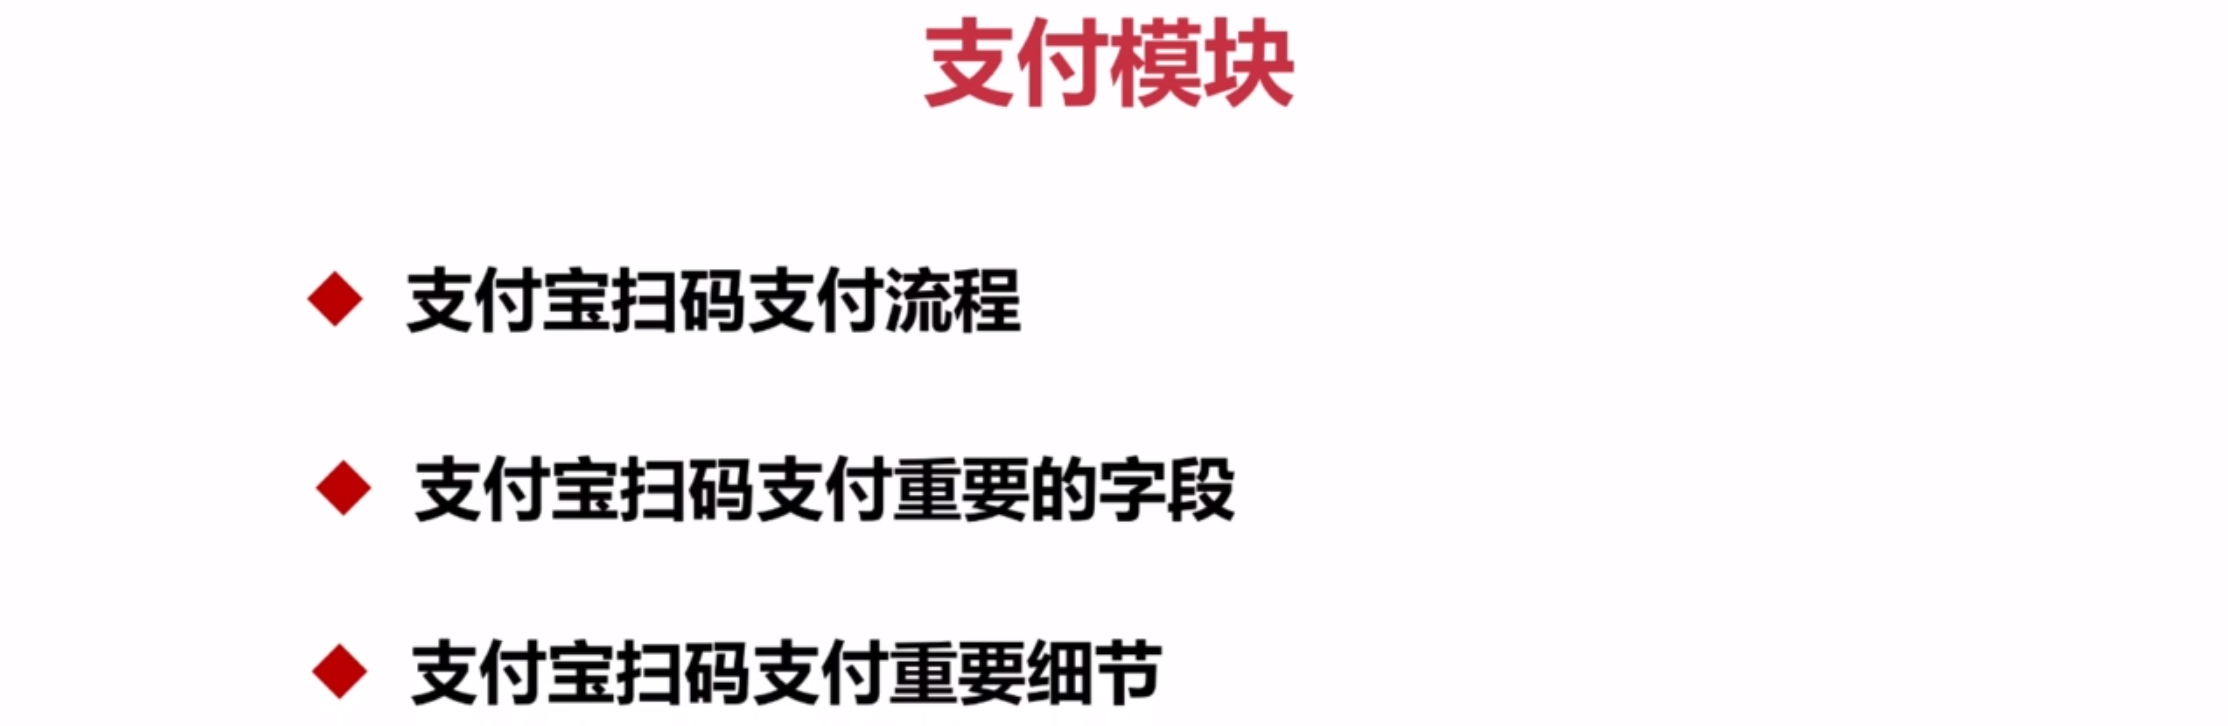 支付模块
支付宝扫码支付流程
支付宝扫码支付重要的字段
支付宝扫码支付重要细节